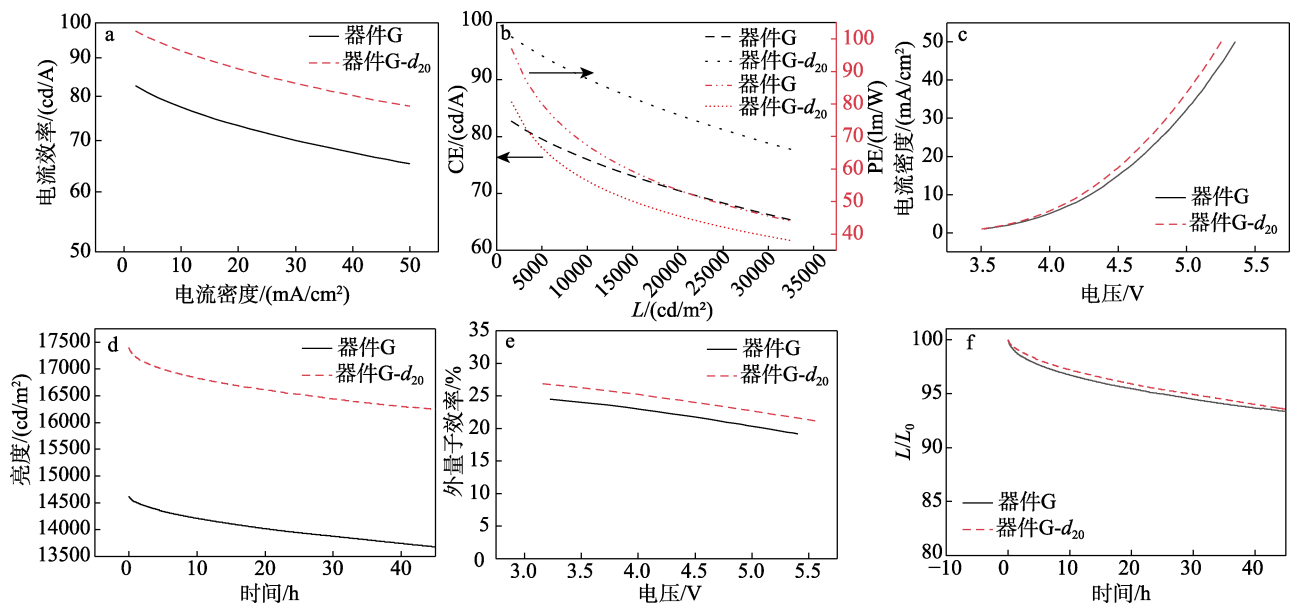 a
器件G
器件G-d20
电流效率/(cd/A)
100
90
80
70
60
50
0 10 20 30 40 50
电流密度/(mA/cm²)
b
器件G
器件G-d20
器件G
器件G-d20
CE/(cd/A)
100
90
80
70
60
PE/(lm/W)
100
90
80
70
60
50
40
0 5000 10000 15000 20000 25000 30000 35000
L/(cd/m²)
c
器件G
器件G-d20
电流密度/(mA/cm²)
50
40
30
20
10
0
3.5 4.0 4.5 5.0 5.5
电压/V
d
器件G
器件G-d20
亮度/(cd/m²)
17500
17000
16500
16000
15500
15000
14500
14000
13500
0 10 20 30 40
时间/h
e
器件G
器件G-d20
外量子效率/%
35
30
25
20
15
10
5
0
3.0 3.5 4.0 4.5 5.0 5.5
电压/V
f
器件G
器件G-d20
L/L0
100
95
90
85
80
−10 0 10 20 30 40
时间/h